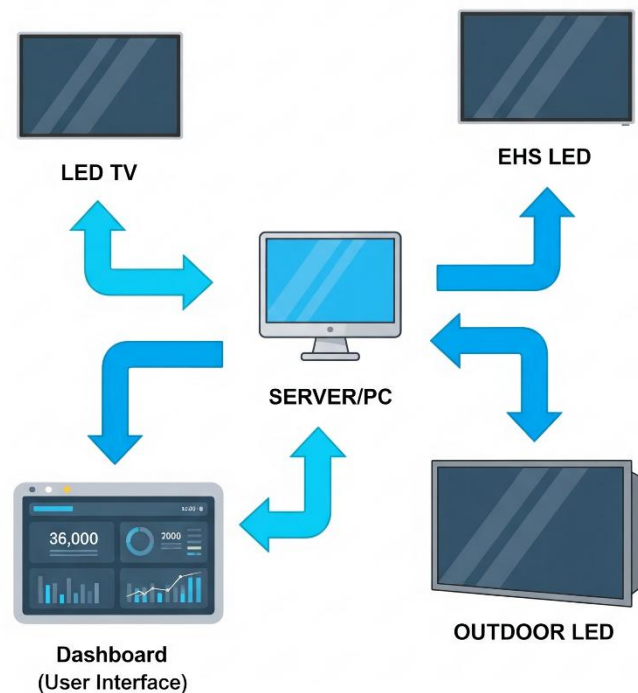 LED TV
EHS LED
SERVER/PC
36,000
2000
OUTDOOR LED
Dashboard
(User Interface)